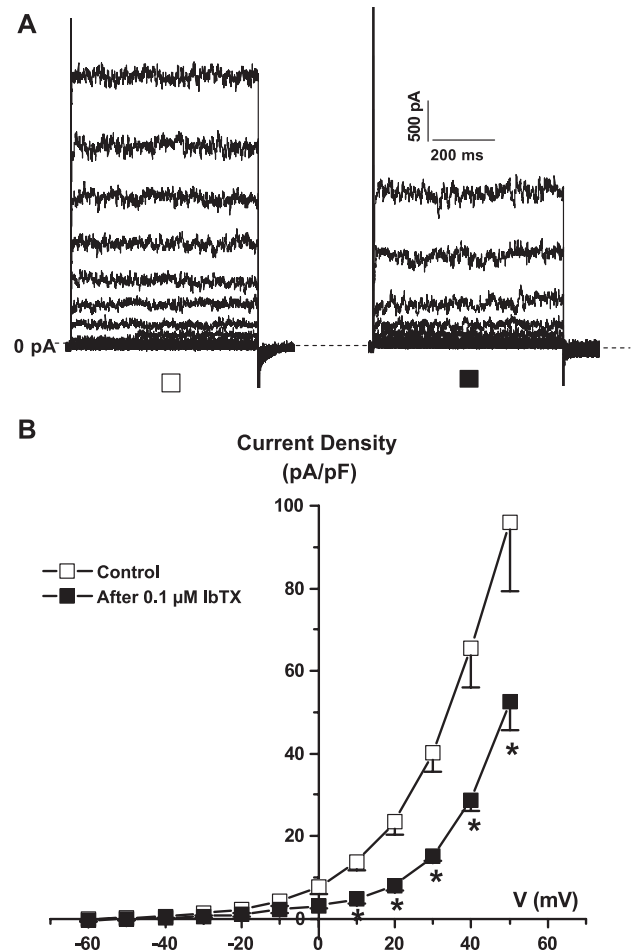 A
500 pA
200 ms
0 pA
B
Current Density
(pA/pF)
100
Control
80
After 0.1 µM IbTX
60
40
*
20
*
*
* *
V (mV)
0
-60 -40 -20 0 20 40 60